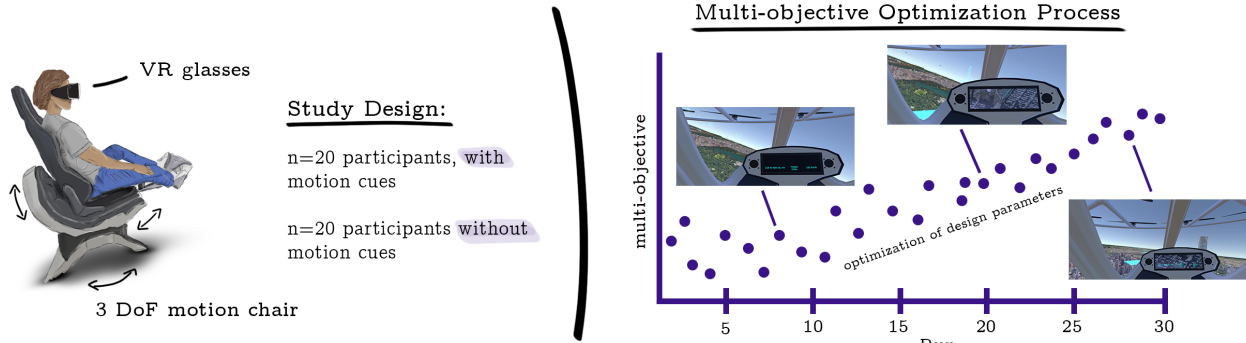 VR glasses
Study Design:
n=20 participants, with
motion cues
n=20 participants without
motion cues
3 DoF motion chair
Multi-objective Optimization Process
multi-objective
optimization of design parameters
5
10
15
20
25
30